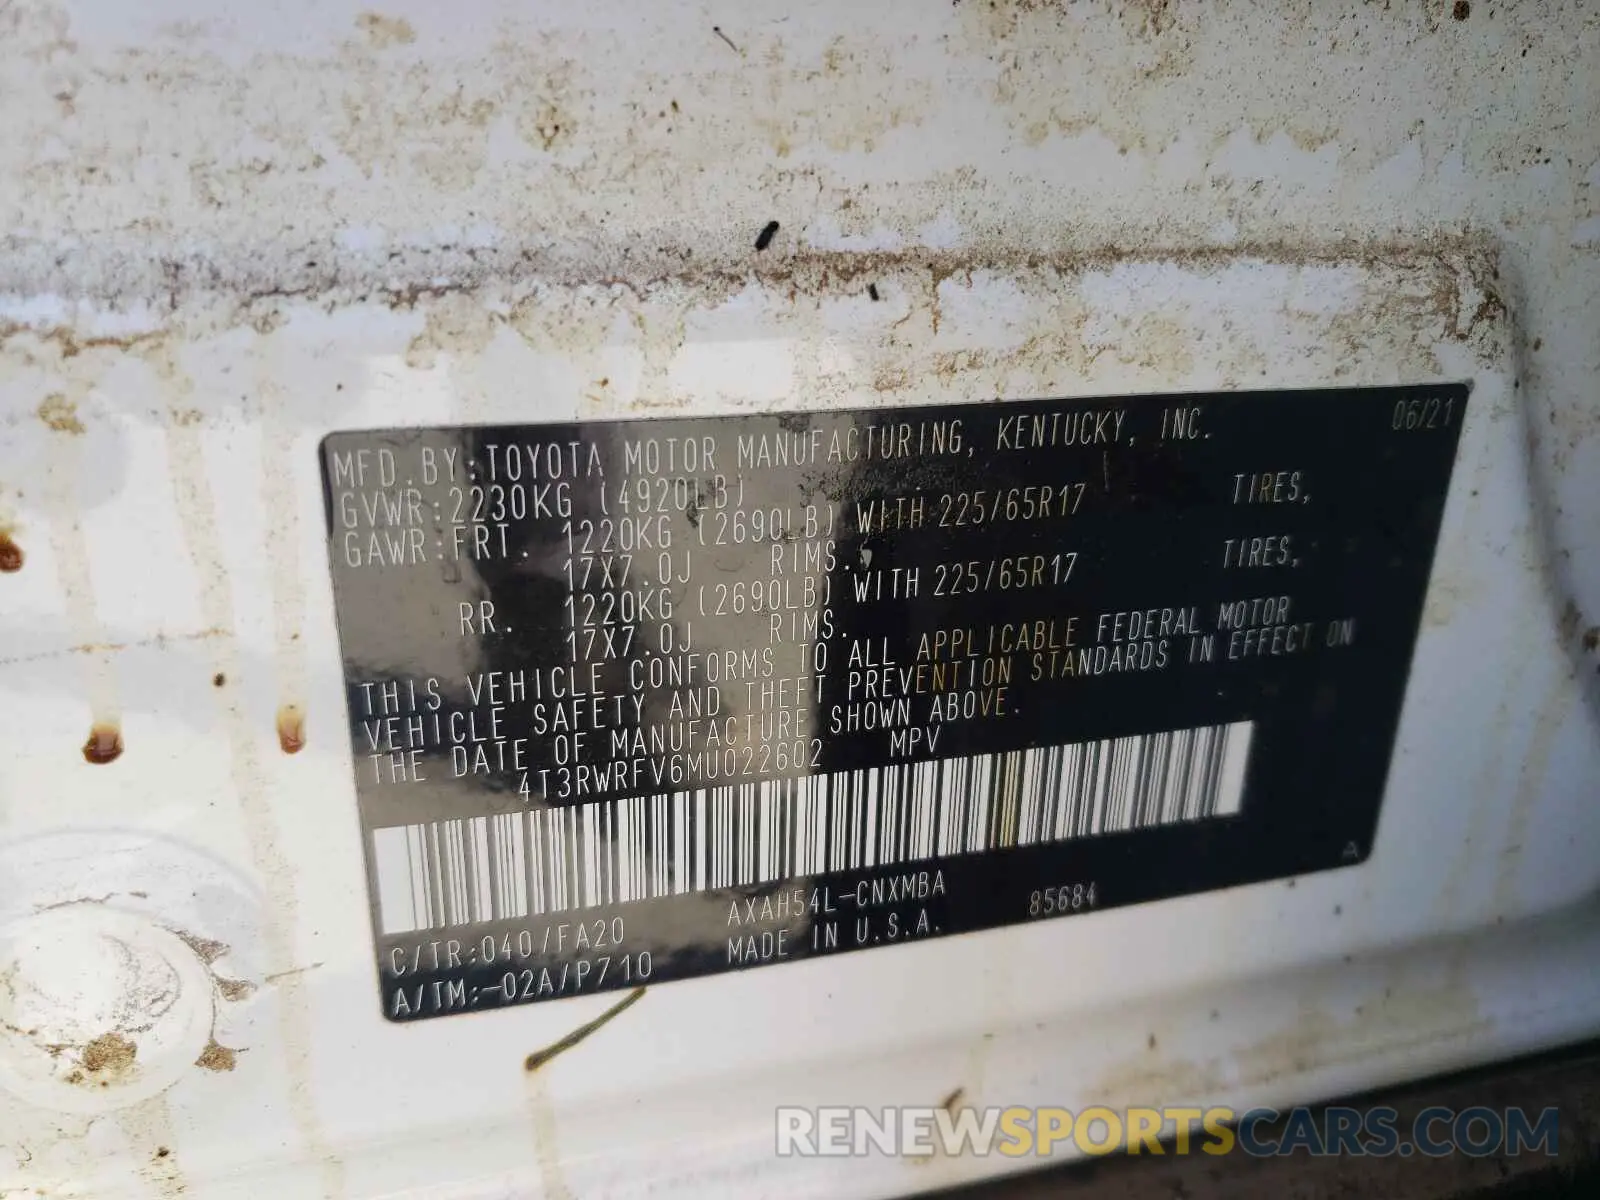 MFD. BY: TOYOTA MOTOR MANUFACTURING, KENTUCKY, INC. 06/21
GVWR: 2230KG (4920LB)
GAWR: FRT. 1220KG (2690LB) WITH 225/65R17 TIRES,
17X7.0J RIMS.
RR. 1220KG (2690LB) WITH 225/65R17 TIRES,
17X7.0J RIMS.
THIS VEHICLE CONFORMS TO ALL APPLICABLE FEDERAL MOTOR
VEHICLE SAFETY AND THEFT PREVENTION STANDARDS IN EFFECT ON
THE DATE OF MANUFACTURE SHOWN ABOVE.
4T3RWRFV6MU022602 MPV
A
C/TR:040/FA20 AXAH54L-CNXMBA 85684
A/TM:-02A/P710 MADE IN U.S.A.
RENEWSPORTSCARS.COM